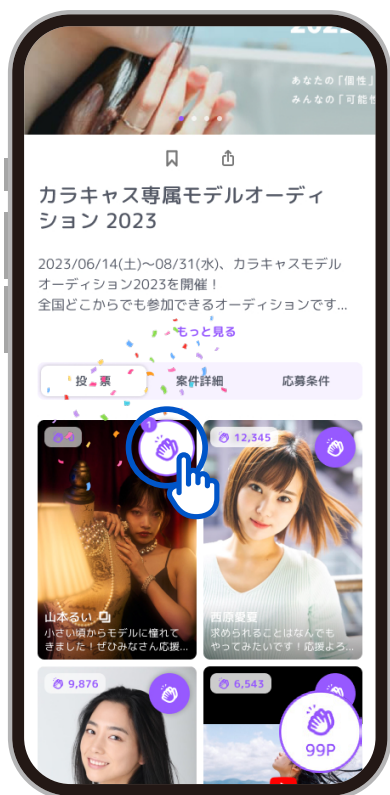 あなたの「個性」
みんなの「可能性
カラキャス専属モデルオーディ
ション 2023
2023/06/14(土)〜08/31(水)、カラキャスモデル
オーディション2023を開催！
全国どこからでも参加できるオーディションです...
もっと見る
投 票
案件詳細
応募条件
1
12,345
山本るい
小さい頃からモデルに憧れて
きました！ぜひみなさん応援...
西原愛夏
求められることはなんでも
やってみたいです！応援よろ...
9,876
6,543
99P